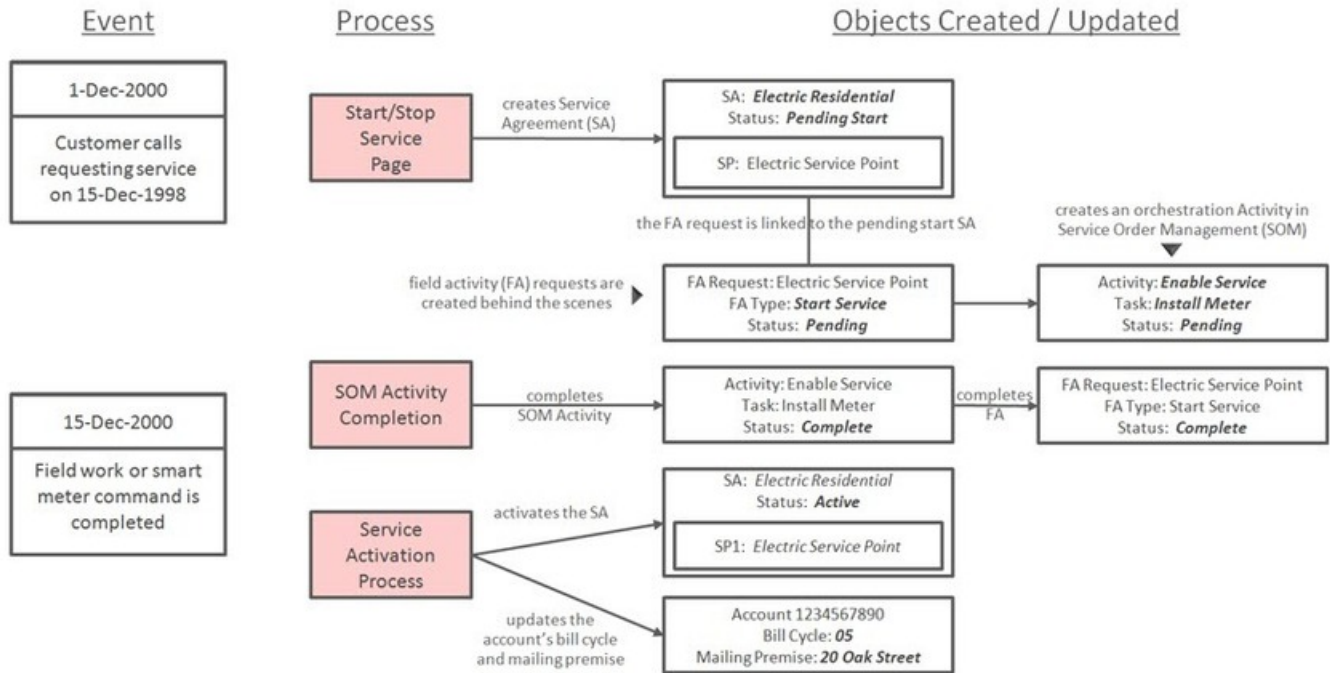 Event
Process
Objects Created / Updated
1-Dec-2000
Customer calls
requesting service
on 15-Dec-1998
Start/Stop
Service
Page
creates Service
Agreement (SA)
SA: Electric Residential
Status: Pending Start
SP: Electric Service Point
the FA request is linked to the pending start SA
creates an orchestration Activity in
Service Order Management (SOM)
field activity (FA) requests are
created behind the scenes
FA Request: Electric Service Point
FA Type: Start Service
Status: Pending
Activity: Enable Service
Task: Install Meter
Status: Pending
15-Dec-2000
Field work or smart
meter command is
completed
SOM Activity
Completion
completes
SOM Activity
Activity: Enable Service
Task: Install Meter
Status: Complete
completes
FA
FA Request: Electric Service Point
FA Type: Start Service
Status: Complete
Service
Activation
Process
activates the SA
SA: Electric Residential
Status: Active
SP1: Electric Service Point
updates the
account's bill cycle
and mailing premise
Account 1234567890
Bill Cycle: 05
Mailing Premise: 20 Oak Street